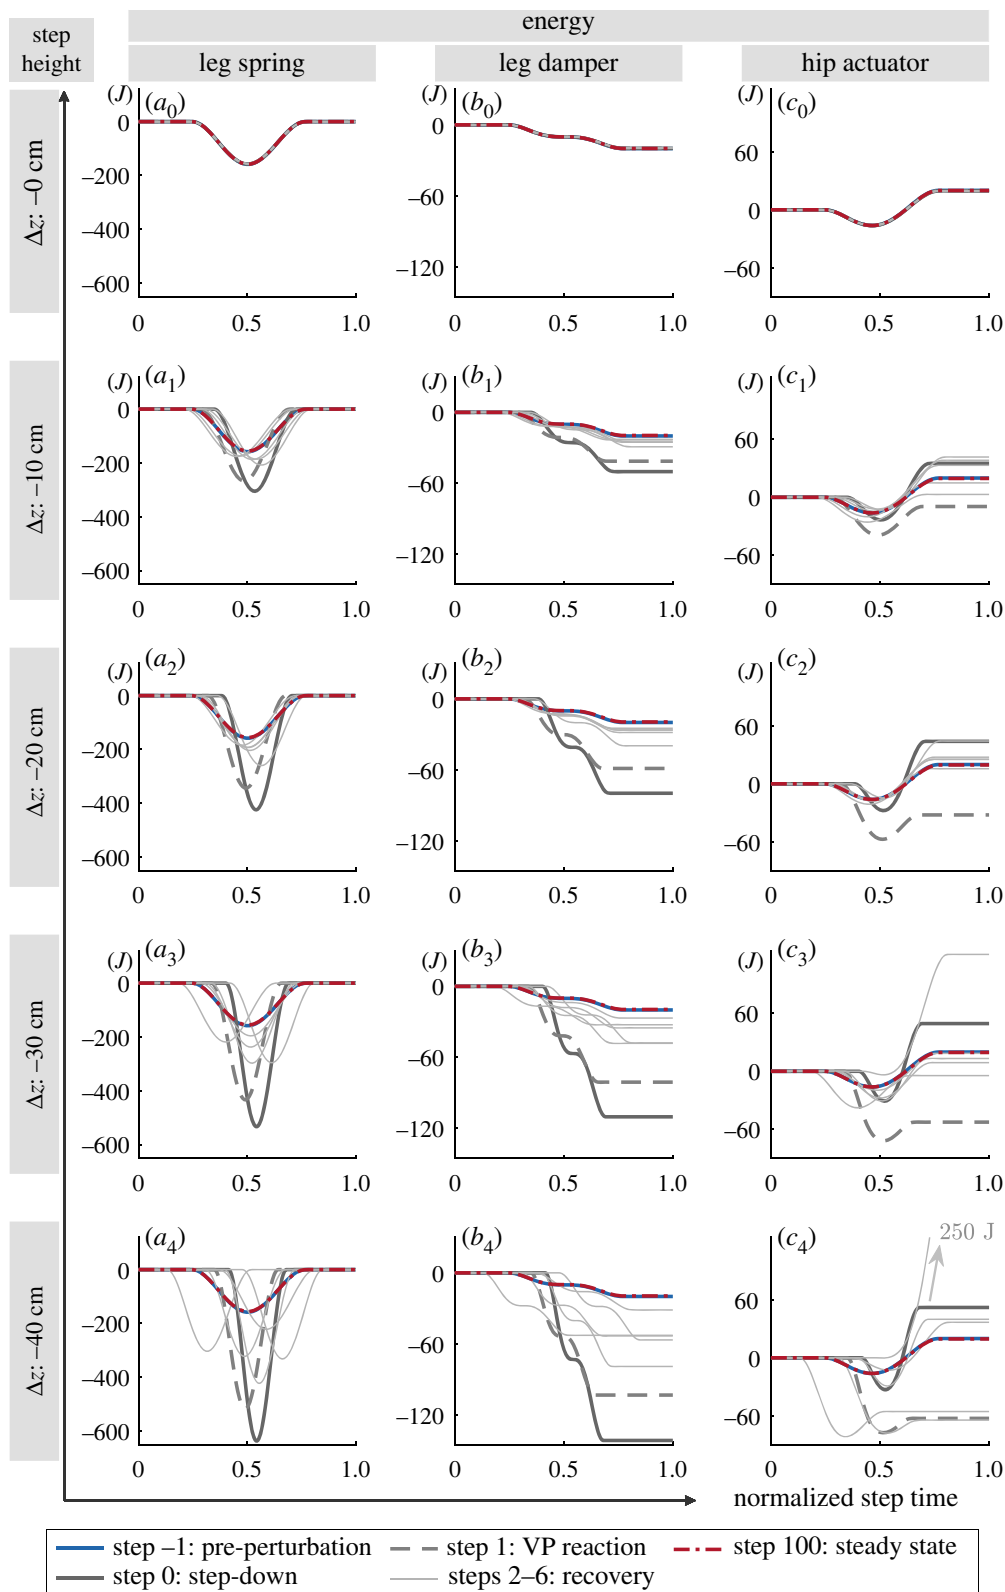 step
height
energy
leg spring
leg damper
hip actuator
Δz: –0 cm
(J) (a0)
0
–200
–400
–600
0 0.5 1.0
(J) (b0)
0
–60
–120
0 0.5 1.0
(J) (c0)
60
0
–60
0 0.5 1.0
Δz: –10 cm
(J) (a1)
0
–200
–400
–600
0 0.5 1.0
(J) (b1)
0
–60
–120
0 0.5 1.0
(J) (c1)
60
0
–60
0 0.5 1.0
Δz: –20 cm
(J) (a2)
0
–200
–400
–600
0 0.5 1.0
(J) (b2)
0
–60
–120
0 0.5 1.0
(J) (c2)
60
0
–60
0 0.5 1.0
Δz: –30 cm
(J) (a3)
0
–200
–400
–600
0 0.5 1.0
(J) (b3)
0
–60
–120
0 0.5 1.0
(J) (c3)
60
0
–60
0 0.5 1.0
Δz: –40 cm
(J) (a4)
0
–200
–400
–600
0 0.5 1.0
(J) (b4)
0
–60
–120
0 0.5 1.0
(J) (c4)
250 J
60
0
–60
0 0.5 1.0
normalized step time
step –1: pre-perturbation
step 1: VP reaction
step 100: steady state
step 0: step-down
steps 2–6: recovery